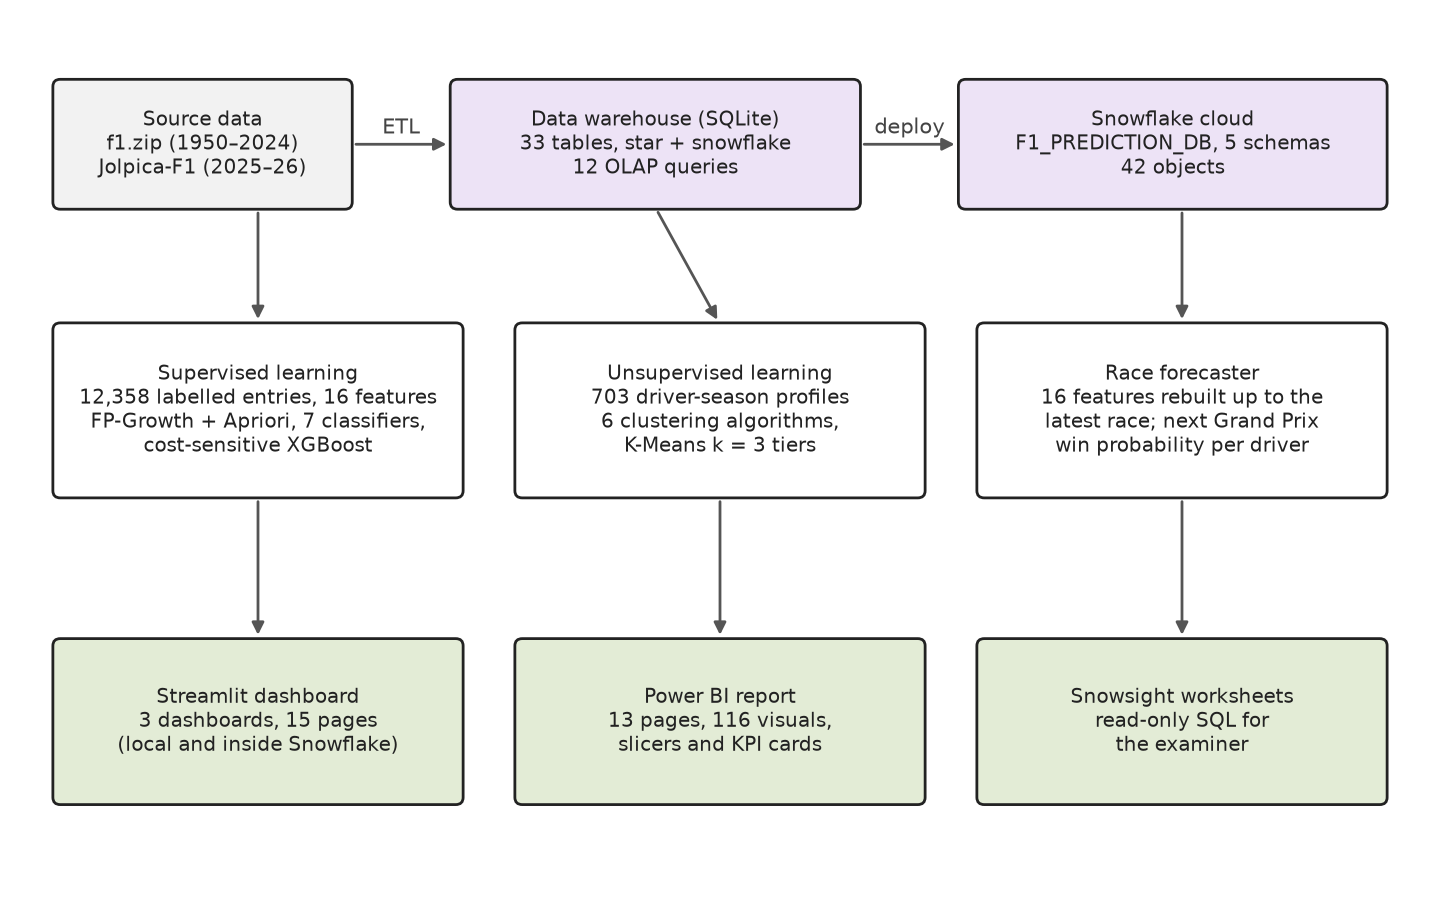 Source data
f1.zip (1950–2024)
Jolpica-F1 (2025–26)
ETL
Data warehouse (SQLite)
33 tables, star + snowflake
12 OLAP queries
deploy
Snowflake cloud
F1_PREDICTION_DB, 5 schemas
42 objects
Supervised learning
12,358 labelled entries, 16 features
FP-Growth + Apriori, 7 classifiers,
cost-sensitive XGBoost
Unsupervised learning
703 driver-season profiles
6 clustering algorithms,
K-Means k = 3 tiers
Race forecaster
16 features rebuilt up to the
latest race; next Grand Prix
win probability per driver
Streamlit dashboard
3 dashboards, 15 pages
(local and inside Snowflake)
Power BI report
13 pages, 116 visuals,
slicers and KPI cards
Snowsight worksheets
read-only SQL for
the examiner